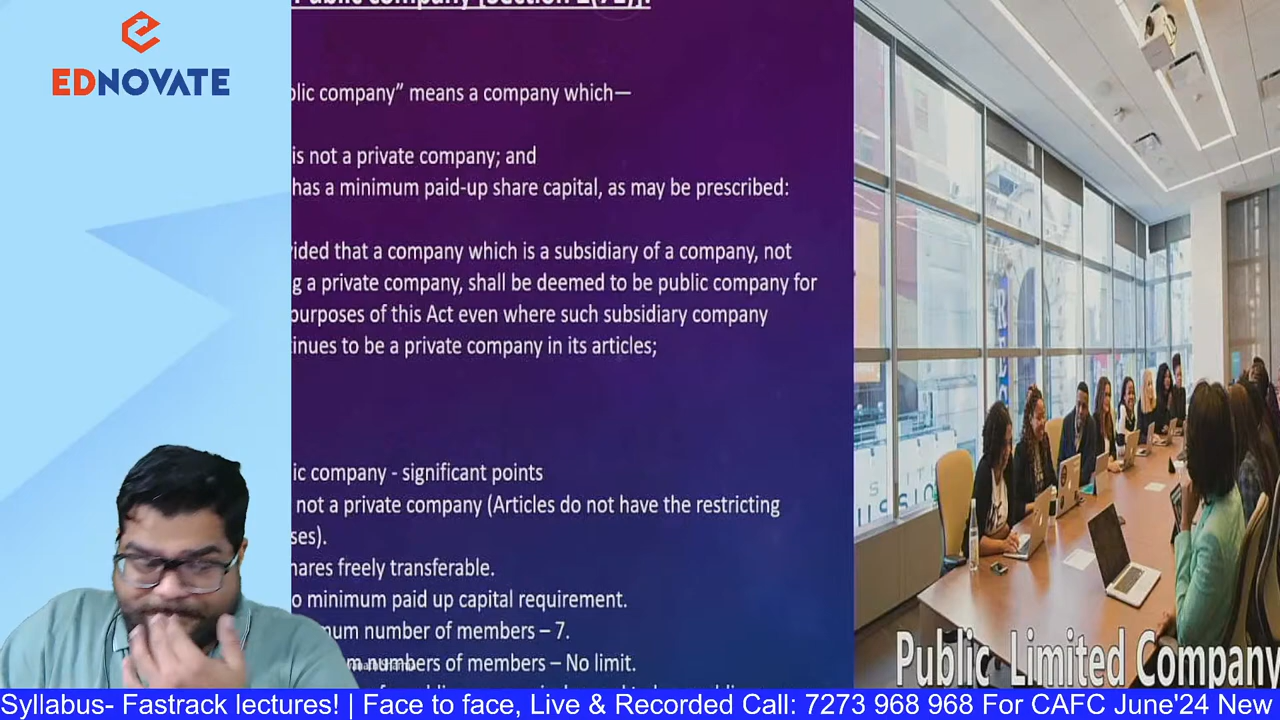 EDNOVATE
Public company [Section 2(71)]:
blic company” means a company which—
is not a private company; and
has a minimum paid-up share capital, as may be prescribed:
vided that a company which is a subsidiary of a company, not
g a private company, shall be deemed to be public company for
purposes of this Act even where such subsidiary company
tinues to be a private company in its articles;
ic company - significant points
not a private company (Articles do not have the restricting
ses).
hares freely transferable.
o minimum paid up capital requirement.
mum number of members – 7.
m numbers of members – No limit.
Public Limited Company
Syllabus- Fastrack lectures! | Face to face, Live & Recorded Call: 7273 968 968 For CAFC June'24 New